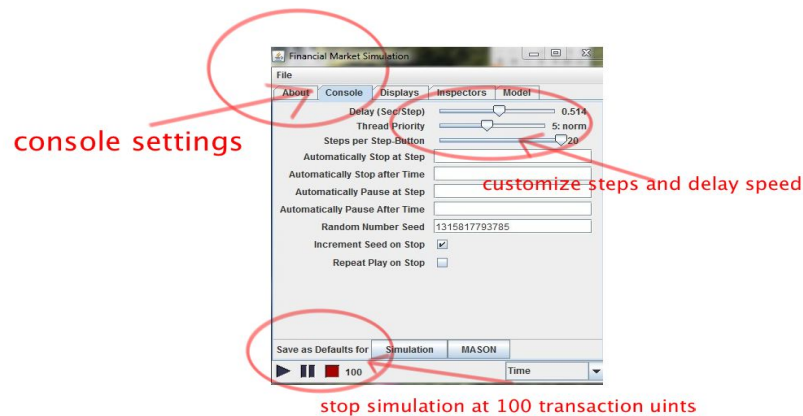 Financial Market Simulation
File
About Console Displays Inspectors Model
Delay (Sec/Step) 0.514
Thread Priority 5: norm
Steps per Step-Button 20
console settings
Automatically Stop at Step
Automatically Stop after Time
customize steps and delay speed
Automatically Pause at Step
Automatically Pause After Time
Random Number Seed 1315817793785
Increment Seed on Stop
Repeat Play on Stop
Save as Defaults for Simulation MASON
100 Time
stop simulation at 100 transaction uints